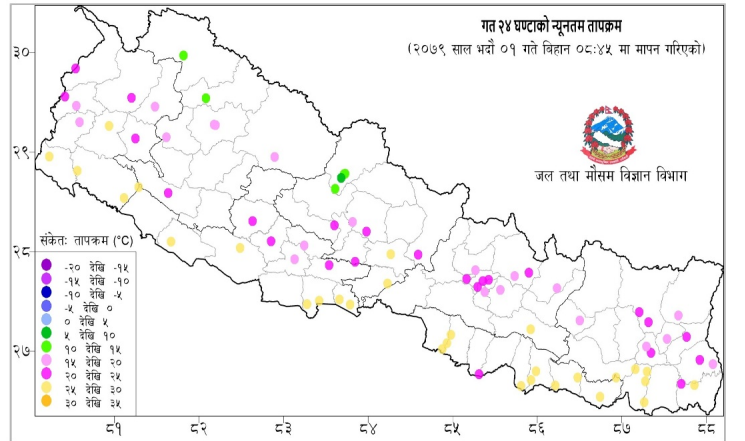 गत २४ घण्टाको न्यूनतम तापक्रम
(२०७९ साल भदौ ०१ गते बिहान ०८:४५ मा मापन गरिएको)
जल तथा मौसम विज्ञान विभाग
३०
२९
२८
२७
संकेतः तापक्रम (°C)
-२० देखि -१५
-१५ देखि -१०
-१० देखि -५
-५ देखि ०
० देखि ५
५ देखि १०
१० देखि १५
१५ देखि २०
२० देखि २५
२५ देखि ३०
३० देखि ३५
८१ ८२ ८३ ८४ ८५ ८६ ८७ ८८